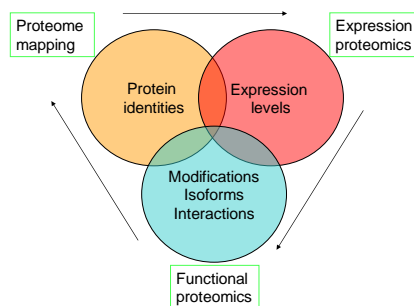 Proteome
mapping
Expression
proteomics
Protein
identities
Expression
levels
Modifications
Isoforms
Interactions
Functional
proteomics